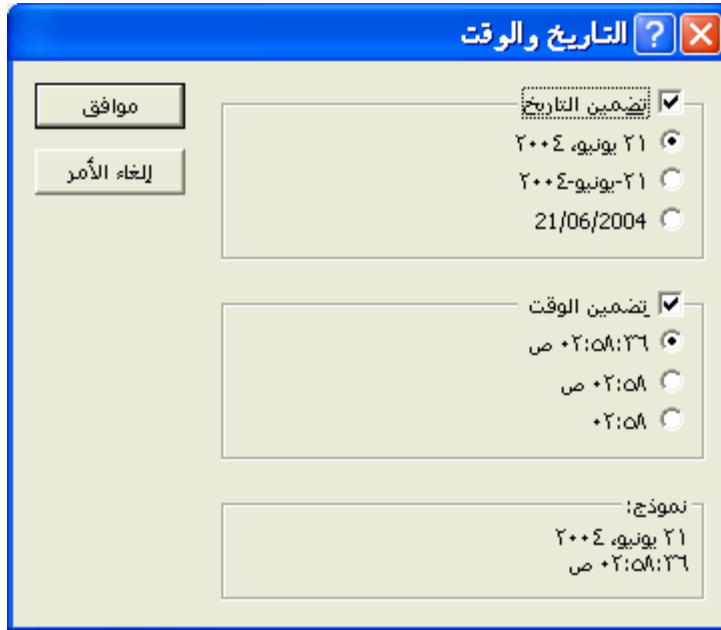 التاريخ والوقت
تضمين التاريخ
٢١ يونيو، ٢٠٠٤
٢١-يونيو-٢٠٠٤
21/06/2004
موافق
إلغاء الأمر
تضمين الوقت
٠٢:٥٨:٣٦ ص
٠٢:٥٨ ص
٠٢:٥٨
نموذج:
٢١ يونيو، ٢٠٠٤
٠٢:٥٨:٣٦ ص